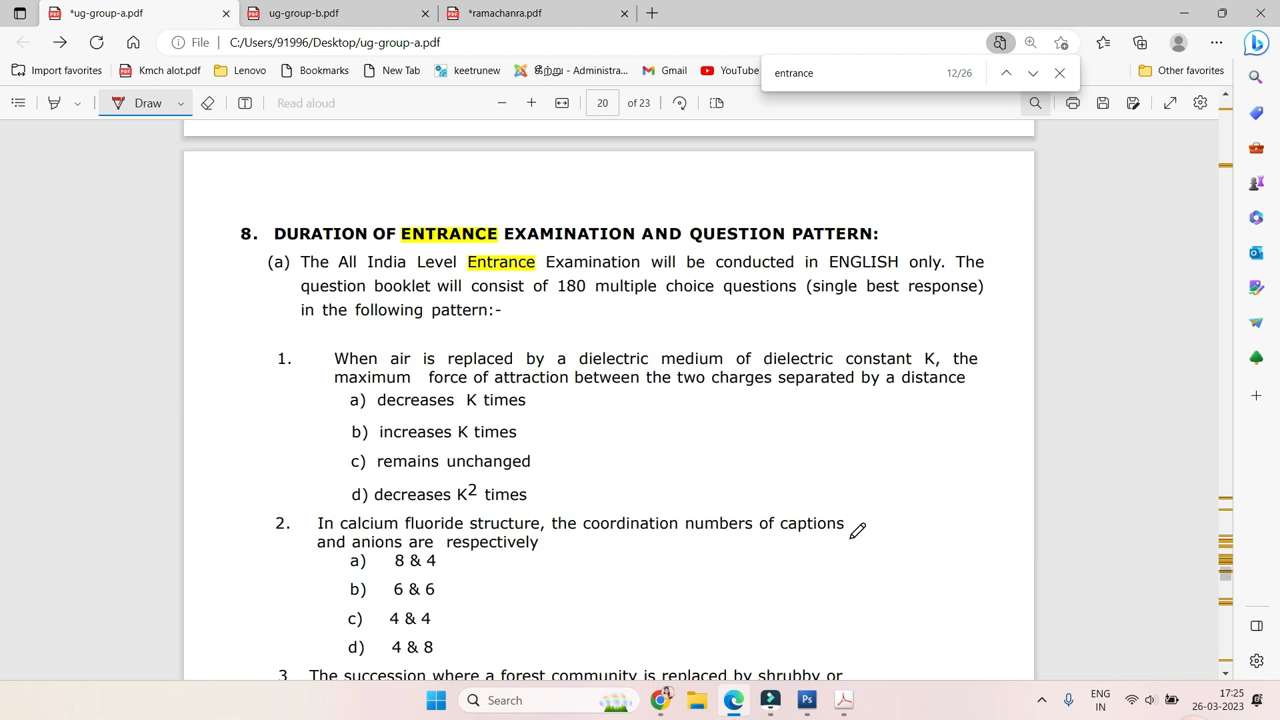 *ug-group-a.pdf
ug-group-b.pdf
*ramachanra.pdf
File C:/Users/91996/Desktop/ug-group-a.pdf
Import favorites
Kmch alot.pdf
Lenovo
Bookmarks
New Tab
keetrunew
- Administra...
Gmail
YouTube
entrance 12/26
Other favorites
Draw
Read aloud
20 of 23
8. DURATION OF ENTRANCE EXAMINATION AND QUESTION PATTERN:
(a) The All India Level Entrance Examination will be conducted in ENGLISH only. The
question booklet will consist of 180 multiple choice questions (single best response)
in the following pattern:-
1. When air is replaced by a dielectric medium of dielectric constant K, the
maximum force of attraction between the two charges separated by a distance
a) decreases K times
b) increases K times
c) remains unchanged
d) decreases K2 times
2. In calcium fluoride structure, the coordination numbers of captions
and anions are respectively
a) 8 & 4
b) 6 & 6
c) 4 & 4
d) 4 & 8
3 The succession where a forest community is replaced by shrubby or
Search
Ps
ENG
IN
17:25
26-03-2023